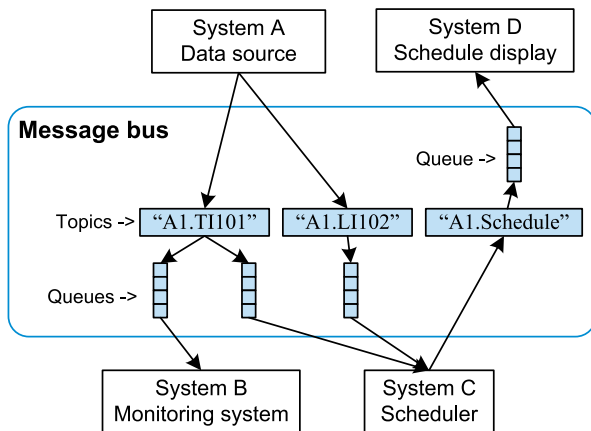 System A
Data source
System D
Schedule display
Message bus
Queue ->
Topics ->
“A1.TI101”
“A1.LI102”
“A1.Schedule”
Queues ->
System B
Monitoring system
System C
Scheduler